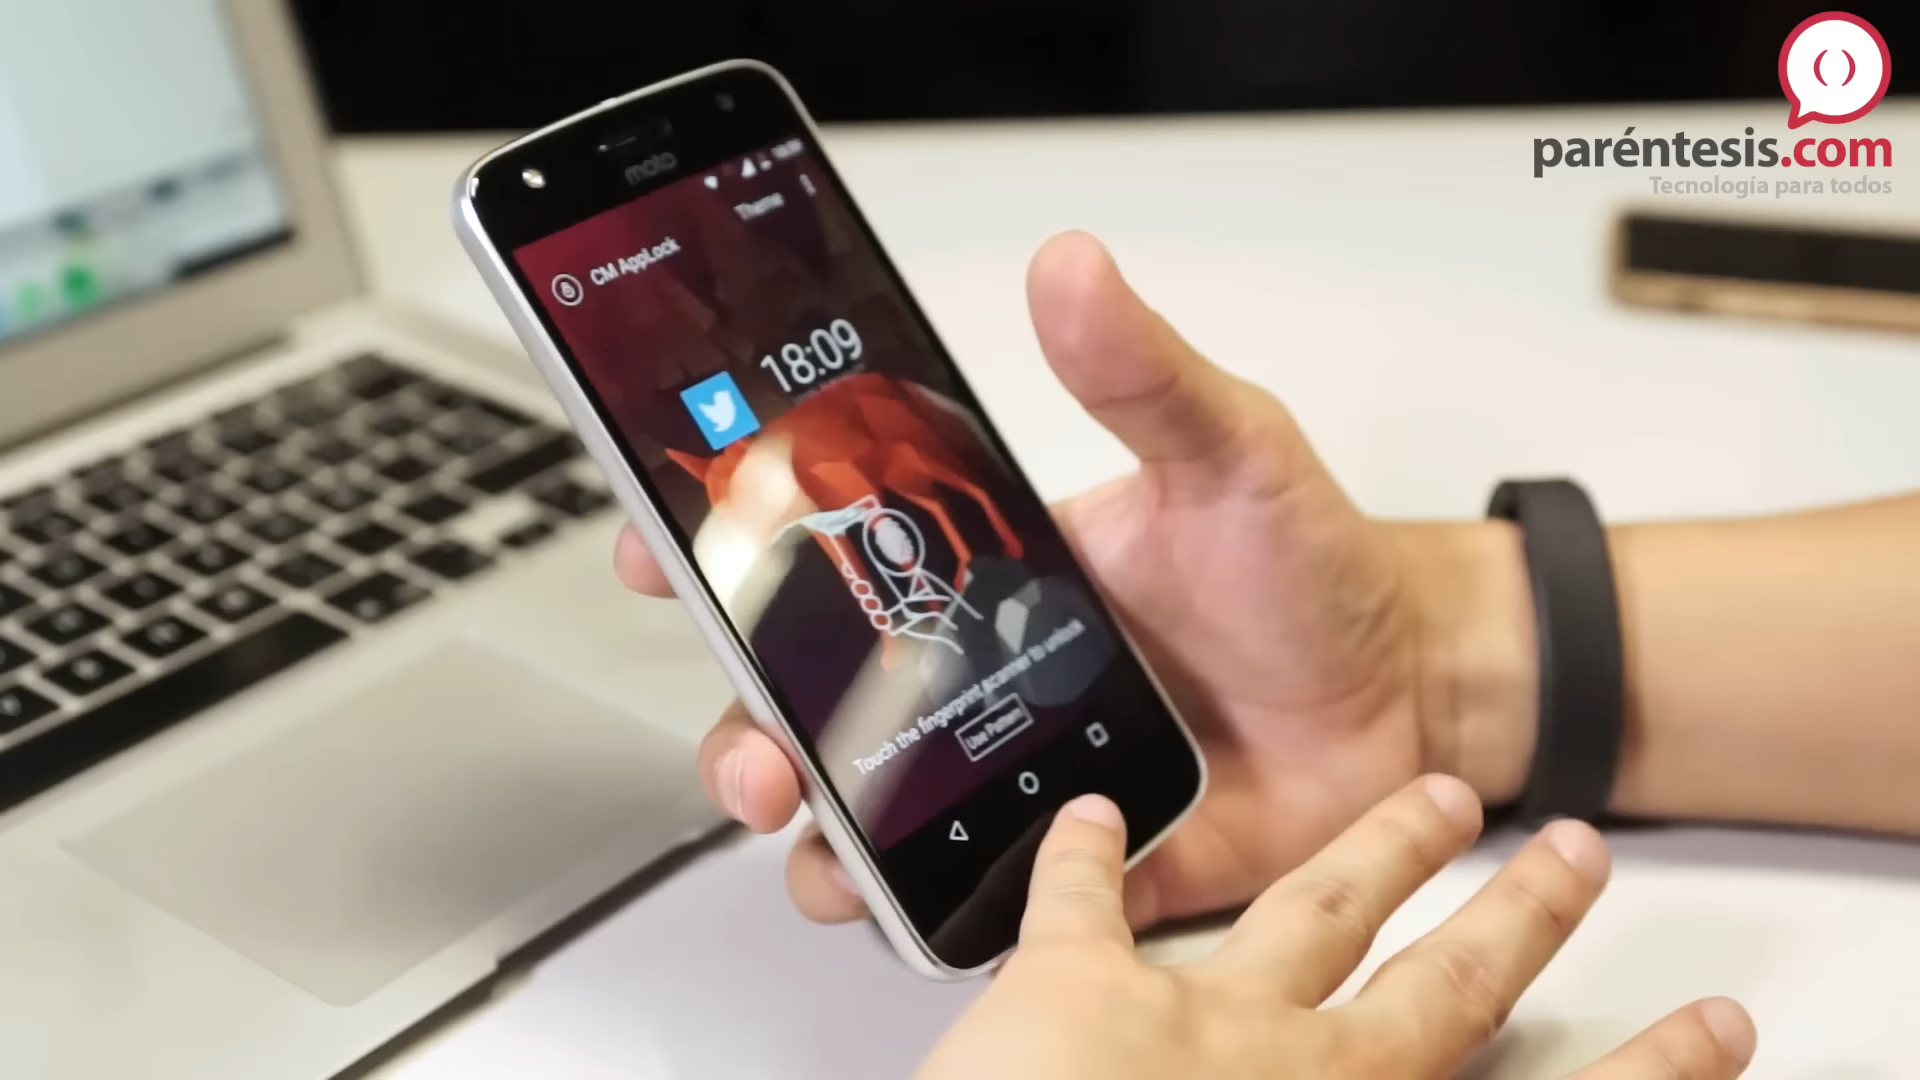 paréntesis.com
Tecnología para todos
moto
Theme
CM AppLock
18:09
Touch the fingerprint scanner to unlock
Use Pattern